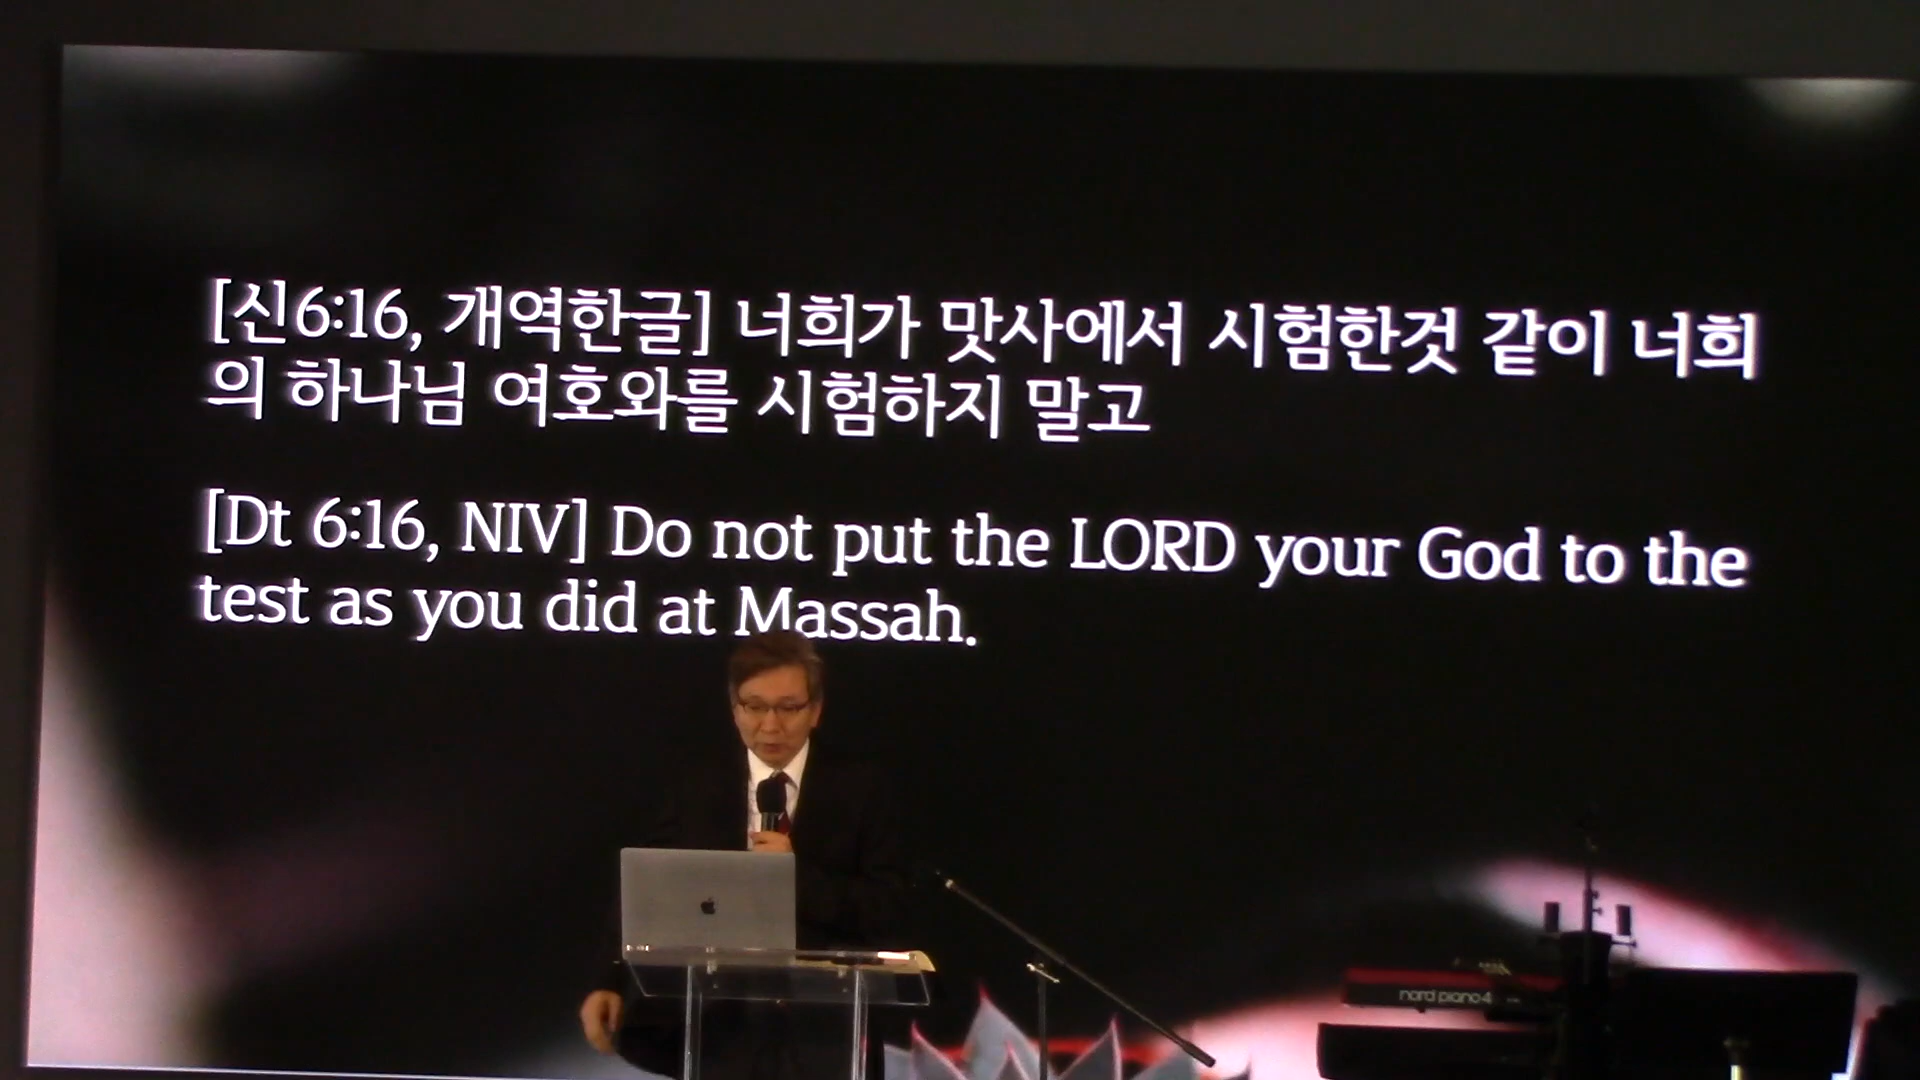 [신6:16, 개역한글] 너희가 맛사에서 시험한것 같이 너희
의 하나님 여호와를 시험하지 말고
[Dt 6:16, NIV] Do not put the LORD your God to the
test as you did at Massah.
nord piano 4